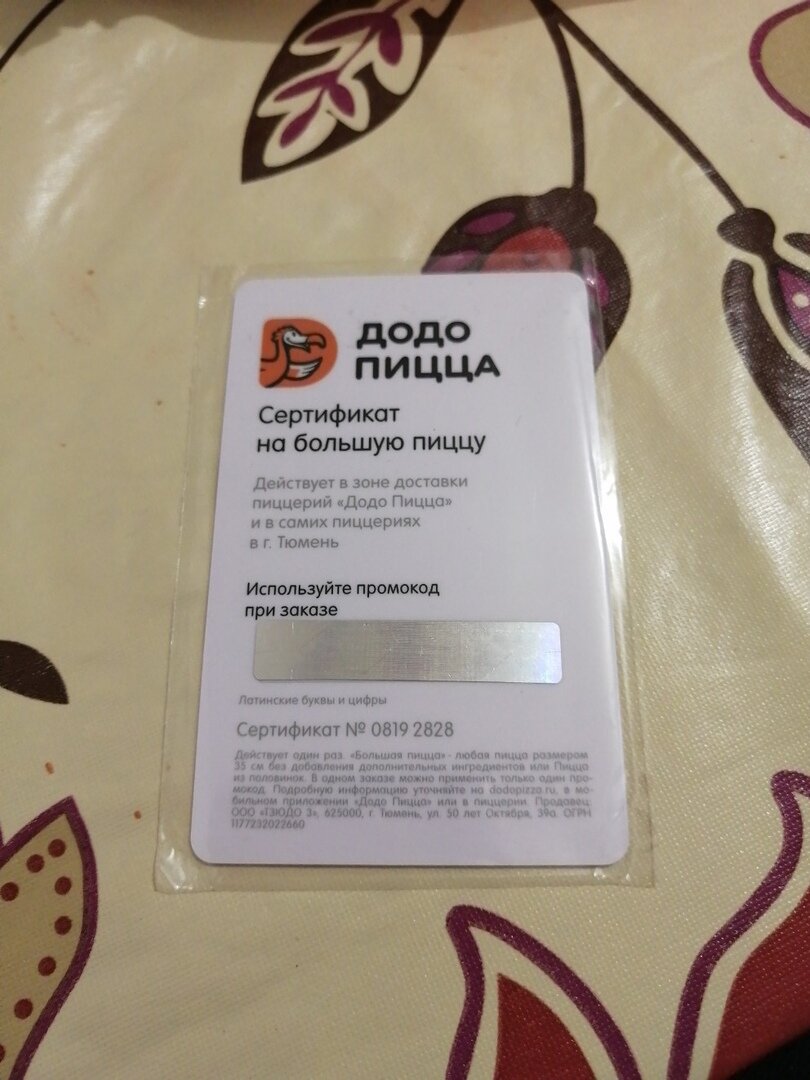 ДОДО
ПИЦЦА
Сертификат
на большую пиццу
Действует в зоне доставки
пиццерий «Додо Пицца»
и в самих пиццериях
в г. Тюмень
Используйте промокод
при заказе
Латинские буквы и цифры
Сертификат № 0819 2828
Действует один раз. «Большая пицца» - любая пицца размером
35 см без добавления дополнительных ингредиентов или Пицца
из половинок. В одном заказе можно применить только один про-
мокод. Подробную информацию уточняйте на dodopizza.ru, в мо-
бильном приложении «Додо Пицца» или в пиццерии. Продавец:
ООО «ТЗЮДО 3», 625000, г. Тюмень, ул. 50 лет Октября, 39а. ОГРН
1177232022660